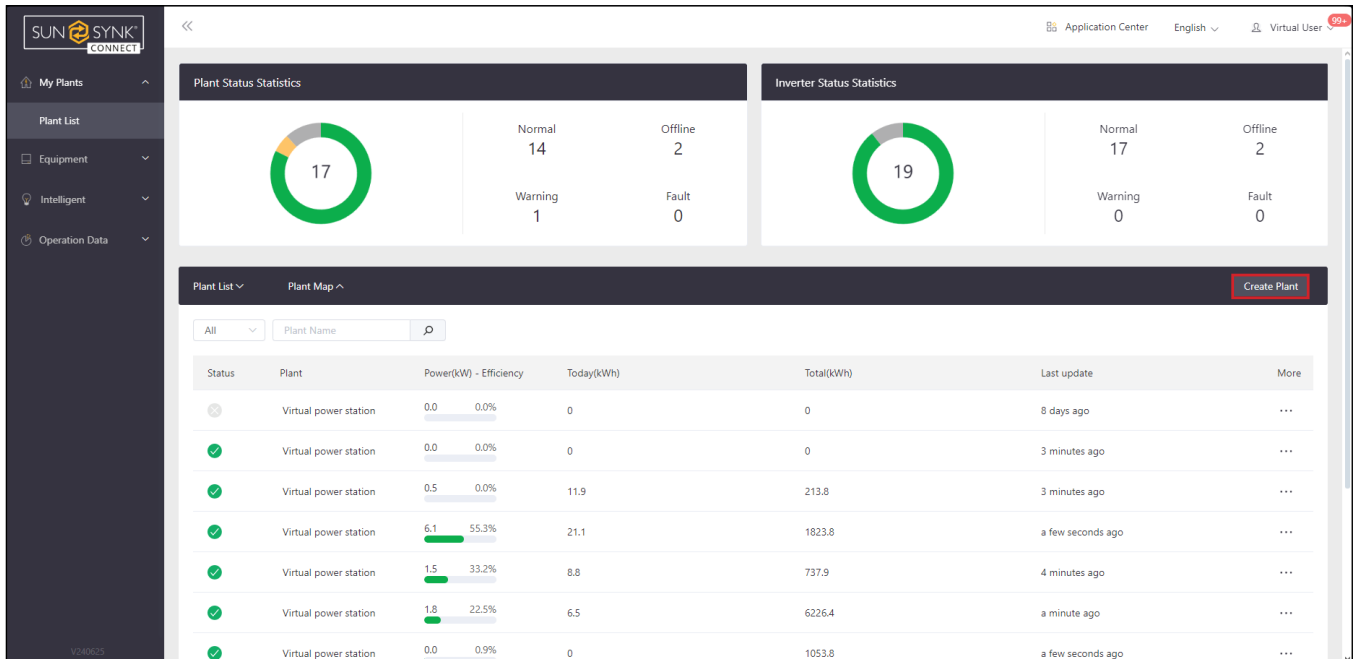 SUN SYNK®
CONNECT
Application Center English Virtual User 99+
My Plants
Plant List
Equipment
Intelligent
Operation Data
V240625
Plant Status Statistics
17
Normal Offline
14 2
Warning Fault
1 0
Inverter Status Statistics
19
Normal Offline
17 2
Warning Fault
0 0
Plant List Plant Map Create Plant
All Plant Name
Status Plant Power(kW) - Efficiency Today(kWh) Total(kWh) Last update More
Virtual power station 0.0 0.0% 0 0 8 days ago ...
Virtual power station 0.0 0.0% 0 0 3 minutes ago ...
Virtual power station 0.5 0.0% 11.9 213.8 3 minutes ago ...
Virtual power station 6.1 55.3% 21.1 1823.8 a few seconds ago ...
Virtual power station 1.5 33.2% 8.8 737.9 4 minutes ago ...
Virtual power station 1.8 22.5% 6.5 6226.4 a minute ago ...
Virtual power station 0.0 0.9% 0 1053.8 a few seconds ago ...